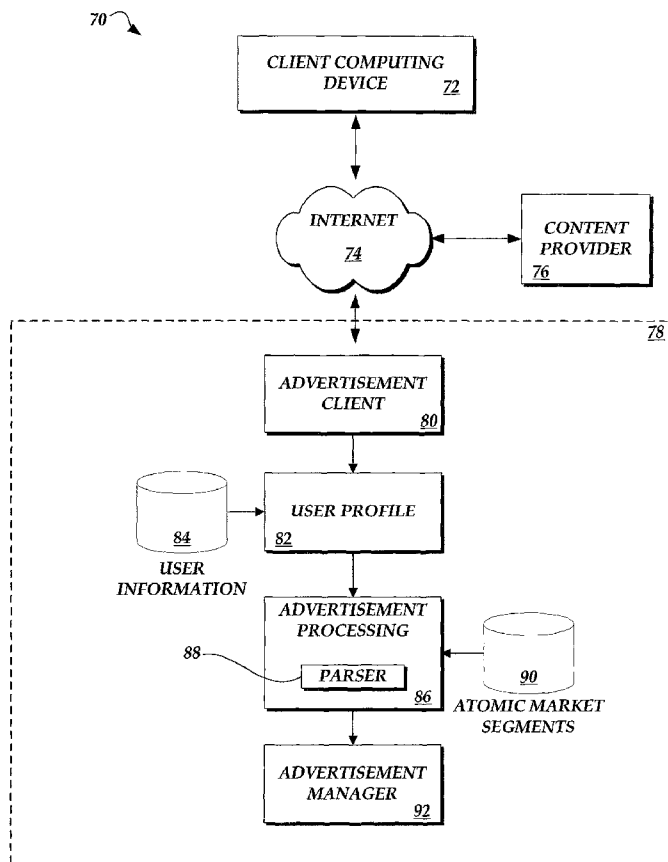 70
CLIENT COMPUTING
DEVICE
72
INTERNET
74
CONTENT
PROVIDER
76
78
ADVERTISEMENT
CLIENT
80
84
USER
INFORMATION
USER PROFILE
82
ADVERTISEMENT
PROCESSING
88
PARSER
86
90
ATOMIC MARKET
SEGMENTS
ADVERTISEMENT
MANAGER
92